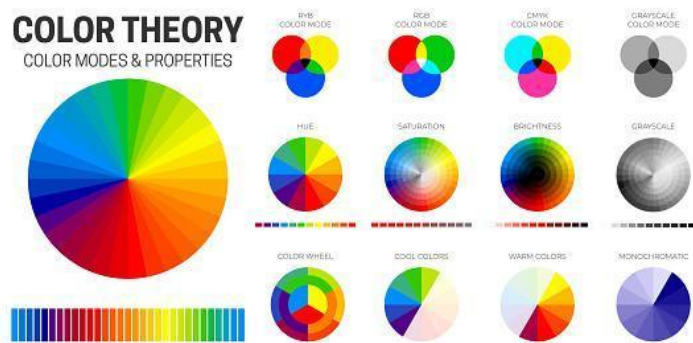 COLOR THEORY
COLOR MODES & PROPERTIES
RYB
COLOR MODE
RGB
COLOR MODE
CMYK
COLOR MODE
GRAYSCALE
COLOR MODE
HUE
SATURATION
BRIGHTNESS
GRAYSCALE
COLOR WHEEL
COOL COLORS
WARM COLORS
MONOCHROMATIC